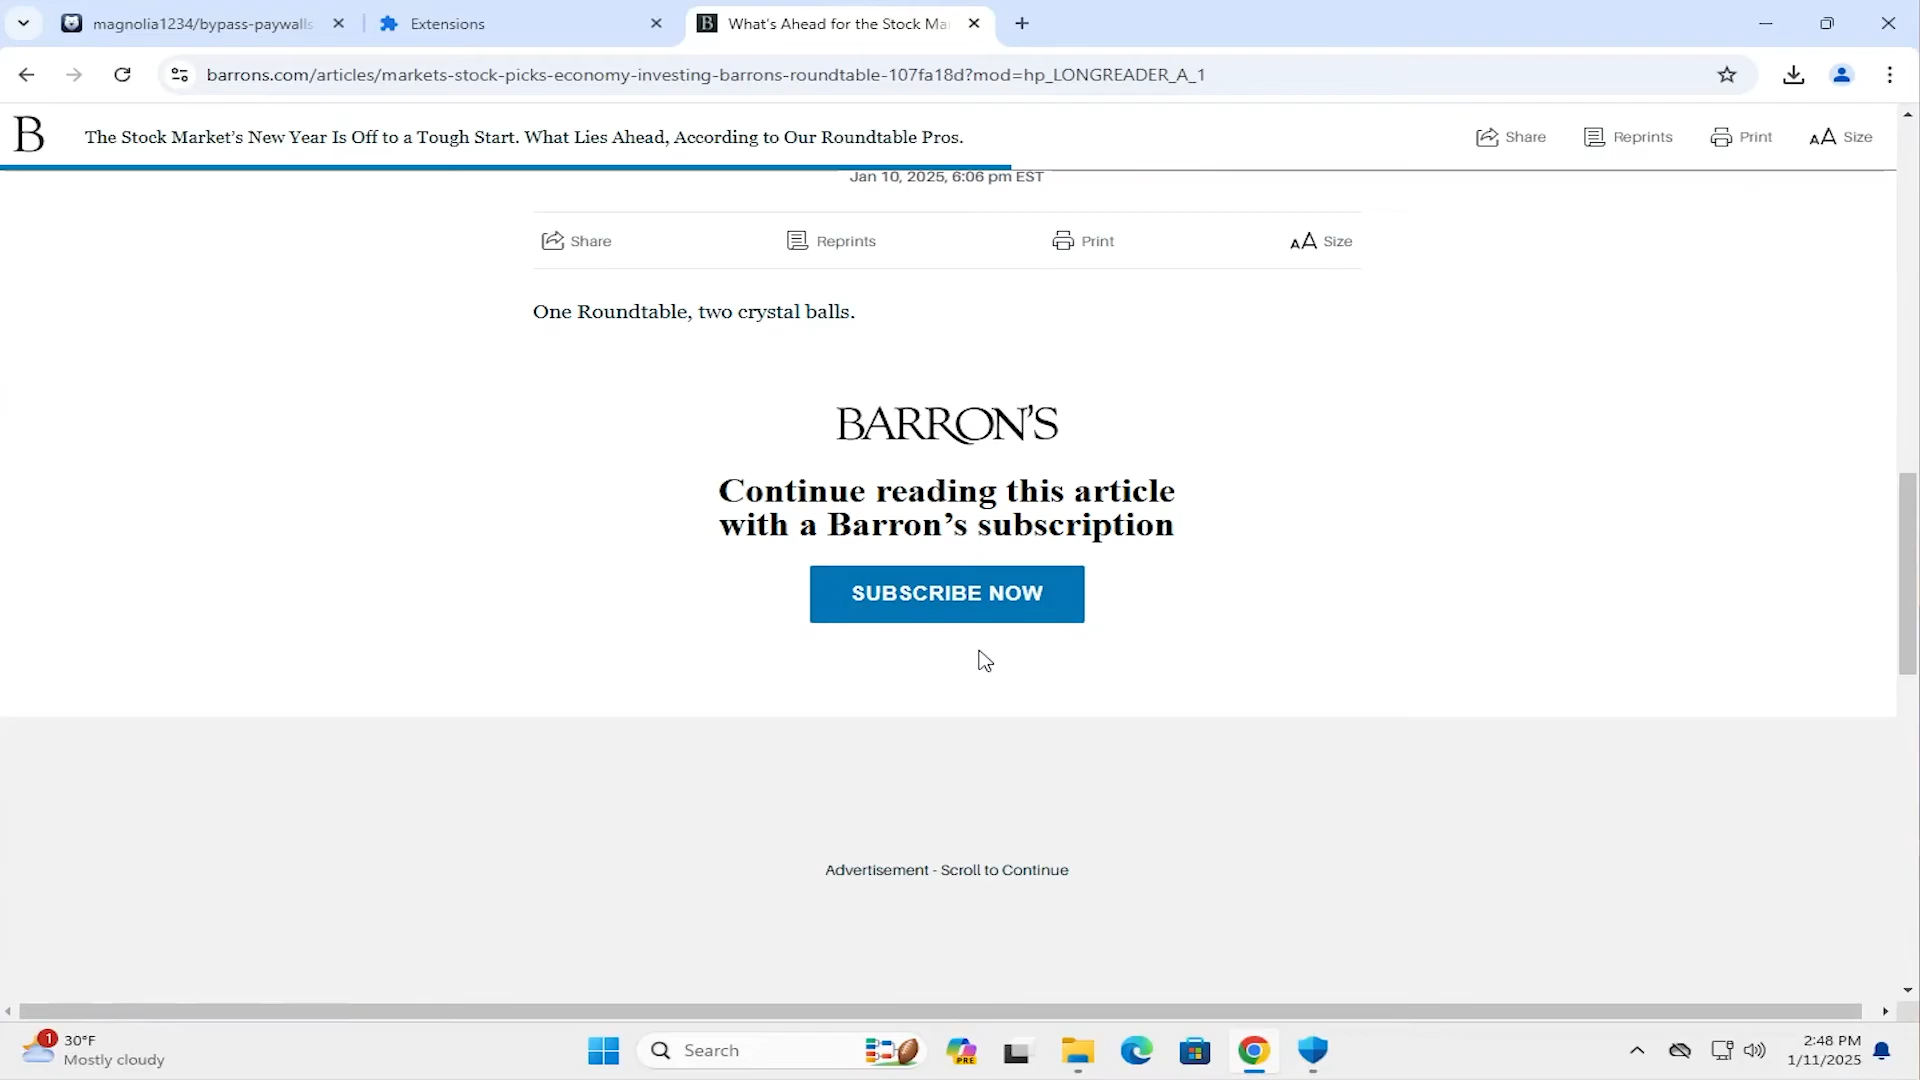 magnolia1234/bypass-paywalls
Extensions
B What's Ahead for the Stock Ma
barrons.com/articles/markets-stock-picks-economy-investing-barrons-roundtable-107fa18d?mod=hp_LONGREADER_A_1
B The Stock Market's New Year Is Off to a Tough Start. What Lies Ahead, According to Our Roundtable Pros.
Share Reprints Print AA Size
Jan 10, 2025, 6:06 pm EST
Share Reprints Print AA Size
One Roundtable, two crystal balls.
BARRON'S
Continue reading this article
with a Barron's subscription
SUBSCRIBE NOW
Advertisement - Scroll to Continue
1 30°F
Mostly cloudy
Search
PRE
2:48 PM
1/11/2025